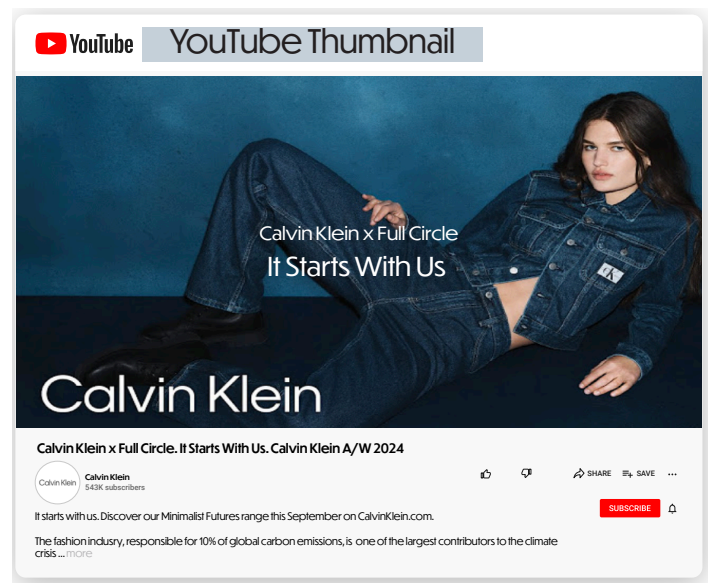 YouTube
YouTube Thumbnail
Calvin Klein x Full Circle
It Starts With Us
CK
Calvin Klein
Calvin Klein x Full Circle. It Starts With Us. Calvin Klein A/W 2024
Calvin Klein
Calvin Klein
543K subscribers
SHARE
SAVE
SUBSCRIBE
It starts with us. Discover our Minimalist Futures range this September on CalvinKlein.com.
The fashion indusry, responsible for 10% of global carbon emissions, is one of the largest contributors to the climate
crisis ... more